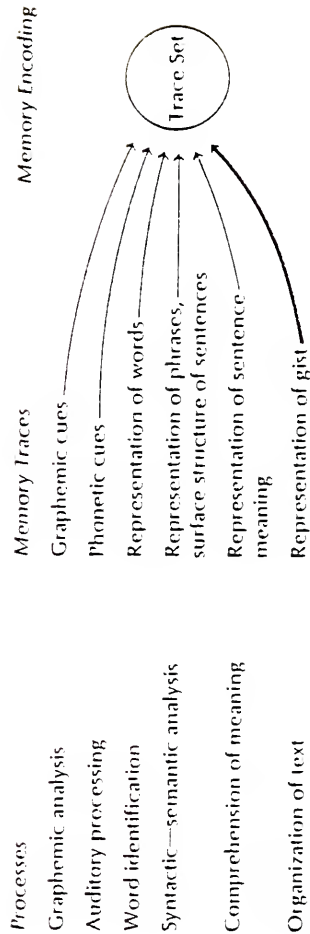 Processes
Graphemic analysis
Auditory precessing
Word identification
Syntactic—semantic analysis
Comprehension of meaning
Organization of text
Memory Traces
Graphemic cues
Phonetic cues
Representation of words
Representation of phrases,
surface structure of sentences
Representation of sentence
meaning
Representation of gist
Memory Encoding
Trace Set